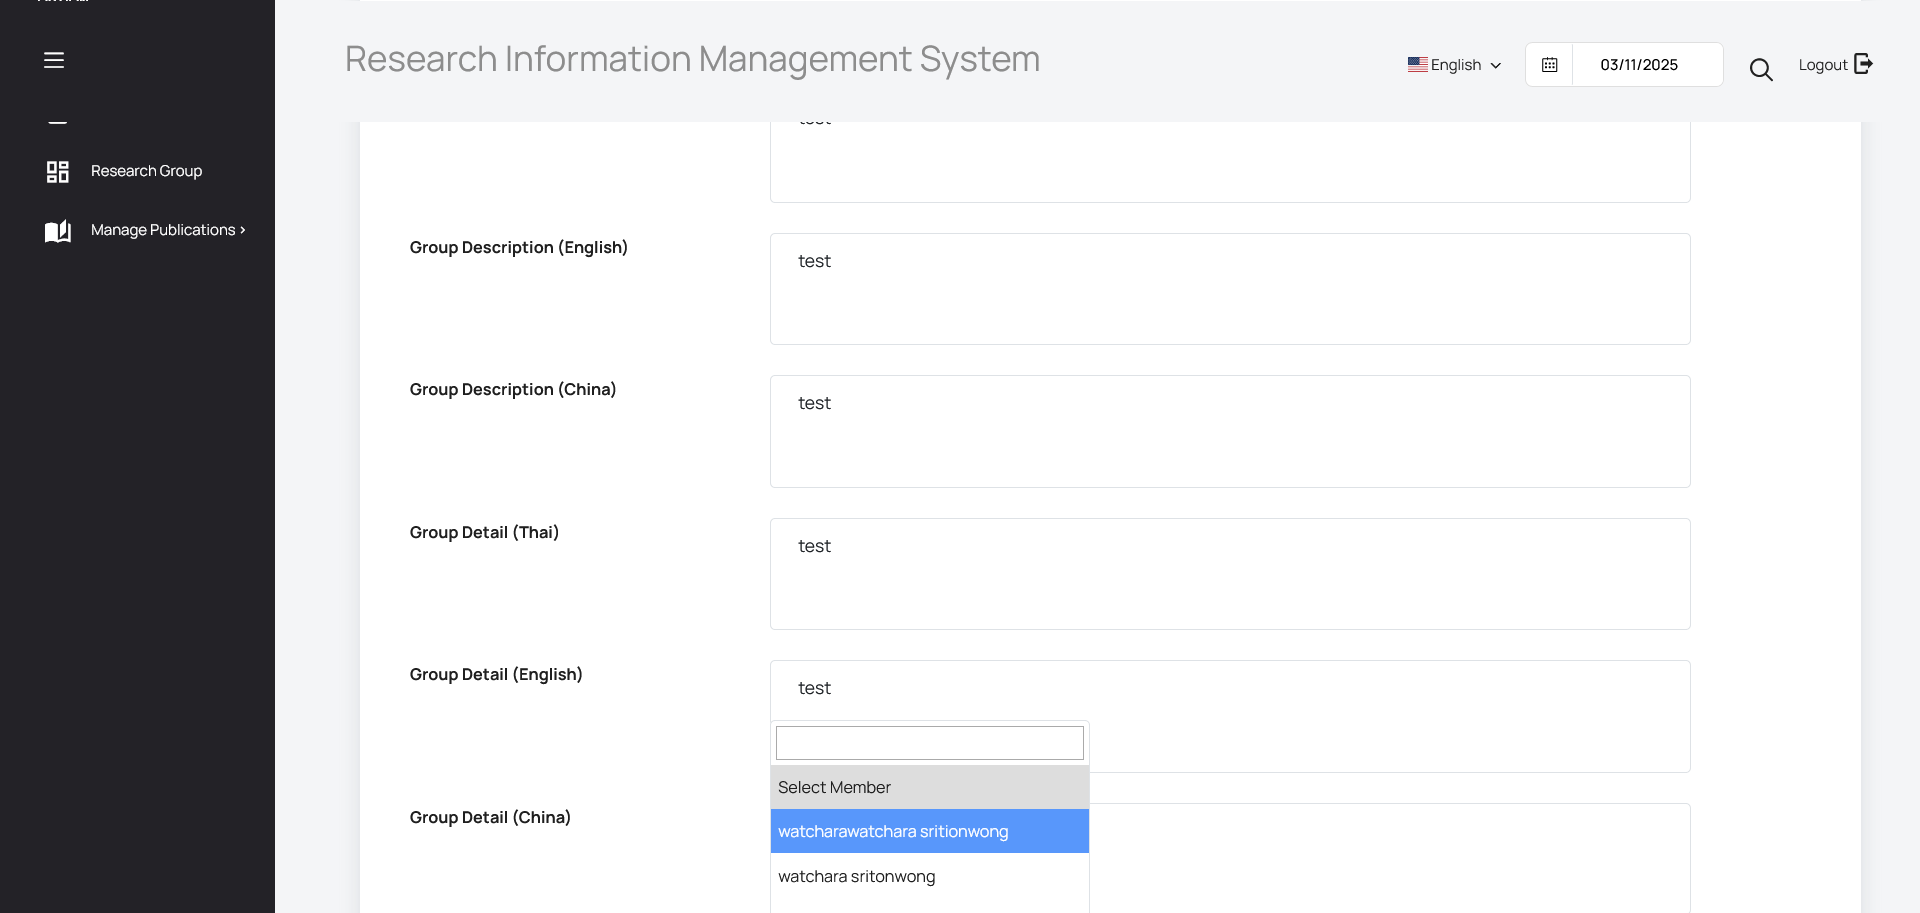 Research Information Management System
English
03/11/2025
Logout
Research Group
Manage Publications
test
Group Description (English)
test
Group Description (China)
test
Group Detail (Thai)
test
Group Detail (English)
test
Select Member
Group Detail (China)
watcharawatchara sritionwong
watchara sritonwong